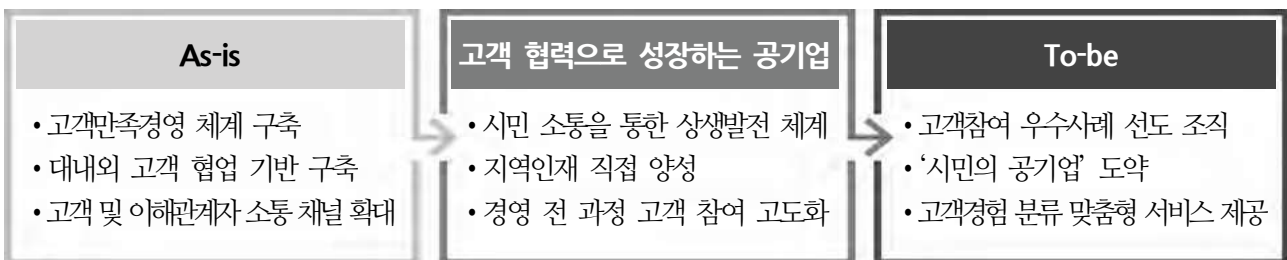 As-is
• 고객만족경영 체계 구축
• 대내외 고객 협업 기반 구축
• 고객 및 이해관계자 소통 채널 확대
고객 협력으로 성장하는 공기업
• 시민 소통을 통한 상생발전 체계
• 지역인재 직접 양성
• 경영 전 과정 고객 참여 고도화
To-be
• 고객참여 우수사례 선도 조직
• ‘시민의 공기업’ 도약
• 고객경험 분류 맞춤형 서비스 제공